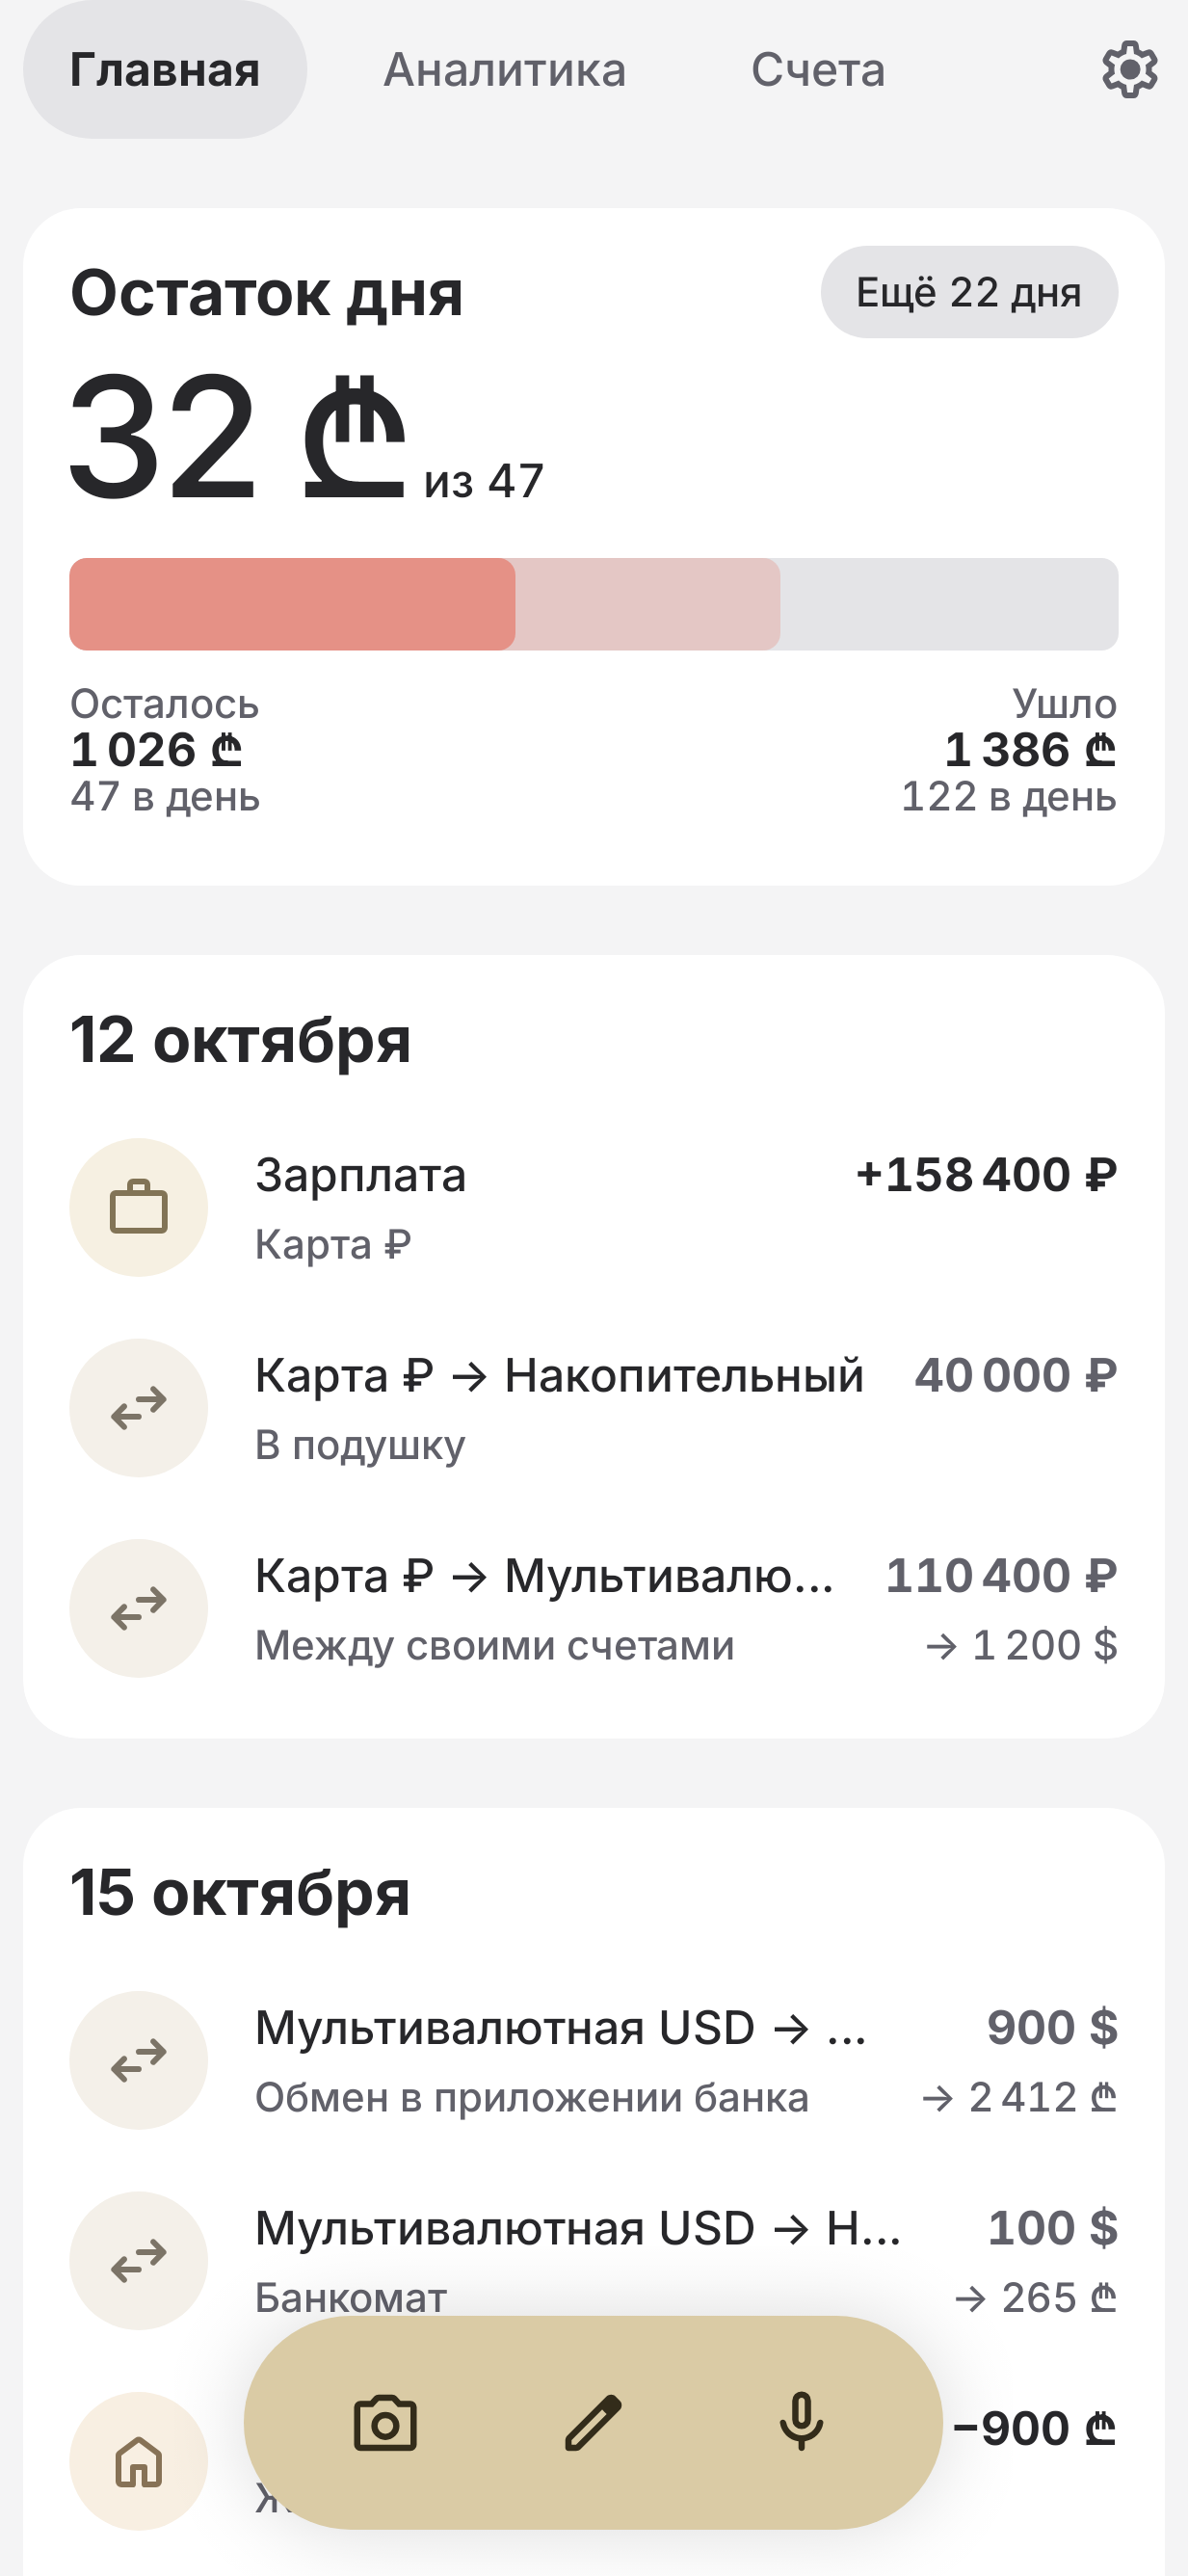 Главная Аналитика Счета
Остаток дня Ещё 22 дня
32 ₾ из 47
Осталось Ушло
1 026 ₾ 1 386 ₾
47 в день 122 в день
12 октября
Зарплата +158 400 ₽
Карта ₽
Карта ₽ → Накопительный 40 000 ₽
В подушку
Карта ₽ → Мультивалю... 110 400 ₽
Между своими счетами → 1 200 $
15 октября
Мультивалютная USD → ... 900 $
Обмен в приложении банка → 2 412 ₾
Мультивалютная USD → Н... 100 $
Банкомат → 265 ₾
−900 ₾